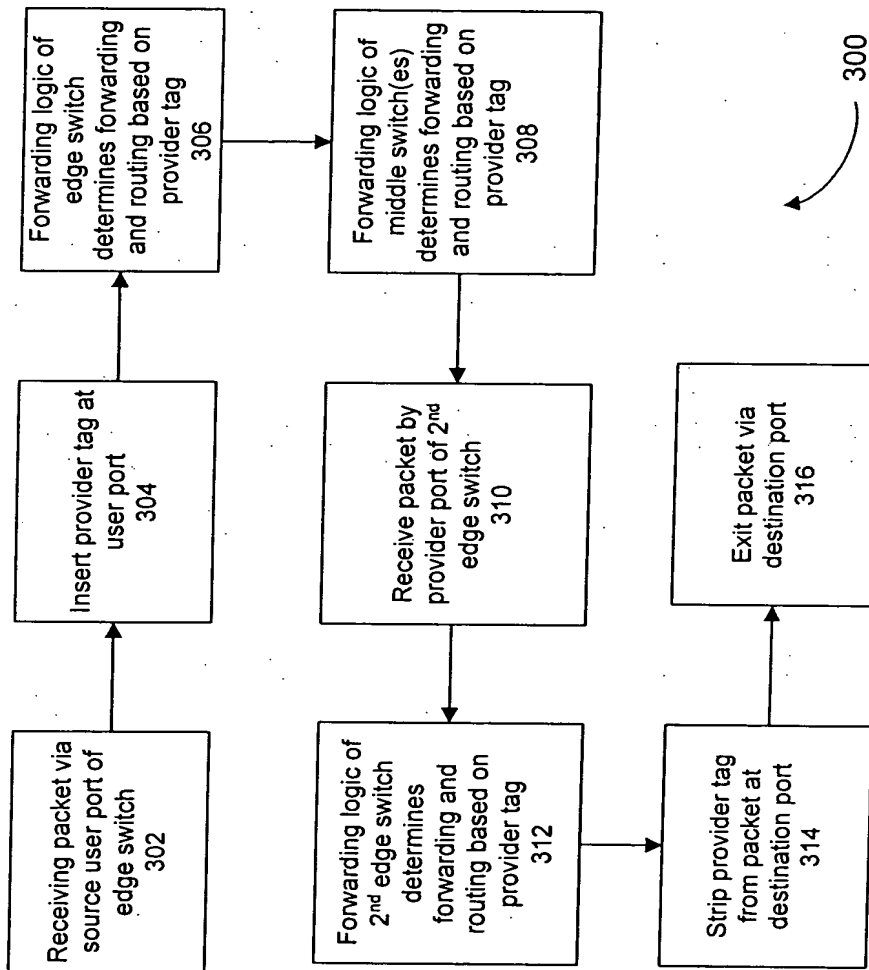 Receiving packet via
source user port of
edge switch
302
Insert provider tag at
user port
304
Forwarding logic of
edge switch
determines forwarding
and routing based on
provider tag
306
Forwarding logic of
middle switch(es)
determines forwarding
and routing based on
provider tag
308
Receive packet by
provider port of 2nd
edge switch
310
Forwarding logic of
2nd edge switch
determines
forwarding and
routing based on
provider tag
312
Strip provider tag
from packet at
destination port
314
Exit packet via
destination port
316
300